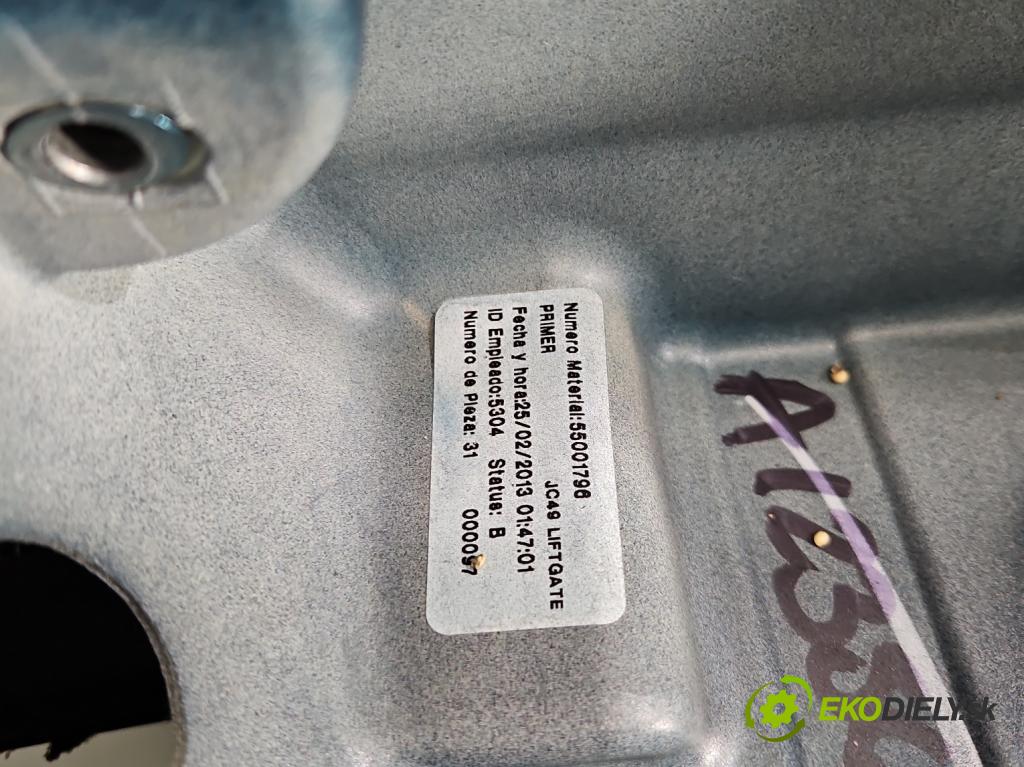 Numero Material:55001796
PRIMER JC49 LIFTGATE
Fecha y hora:25/02/2013 01:47:01
ID Empleado:5304 Status: B
Numero de Pieza: 31 000097
EKODIELY.sk